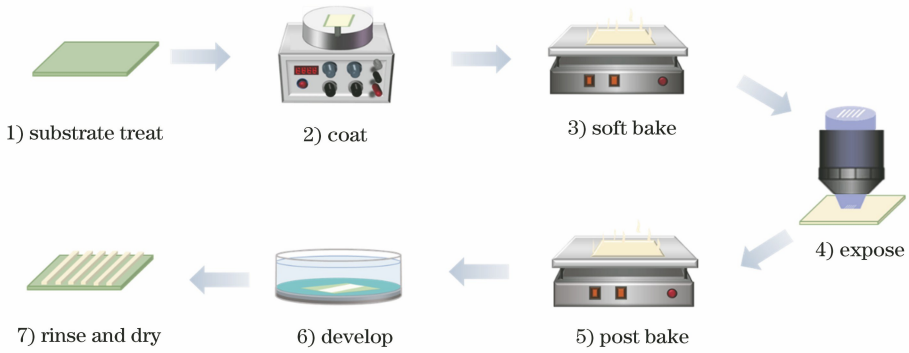 1) substrate treat
2) coat
3) soft bake
4) expose
5) post bake
6) develop
7) rinse and dry